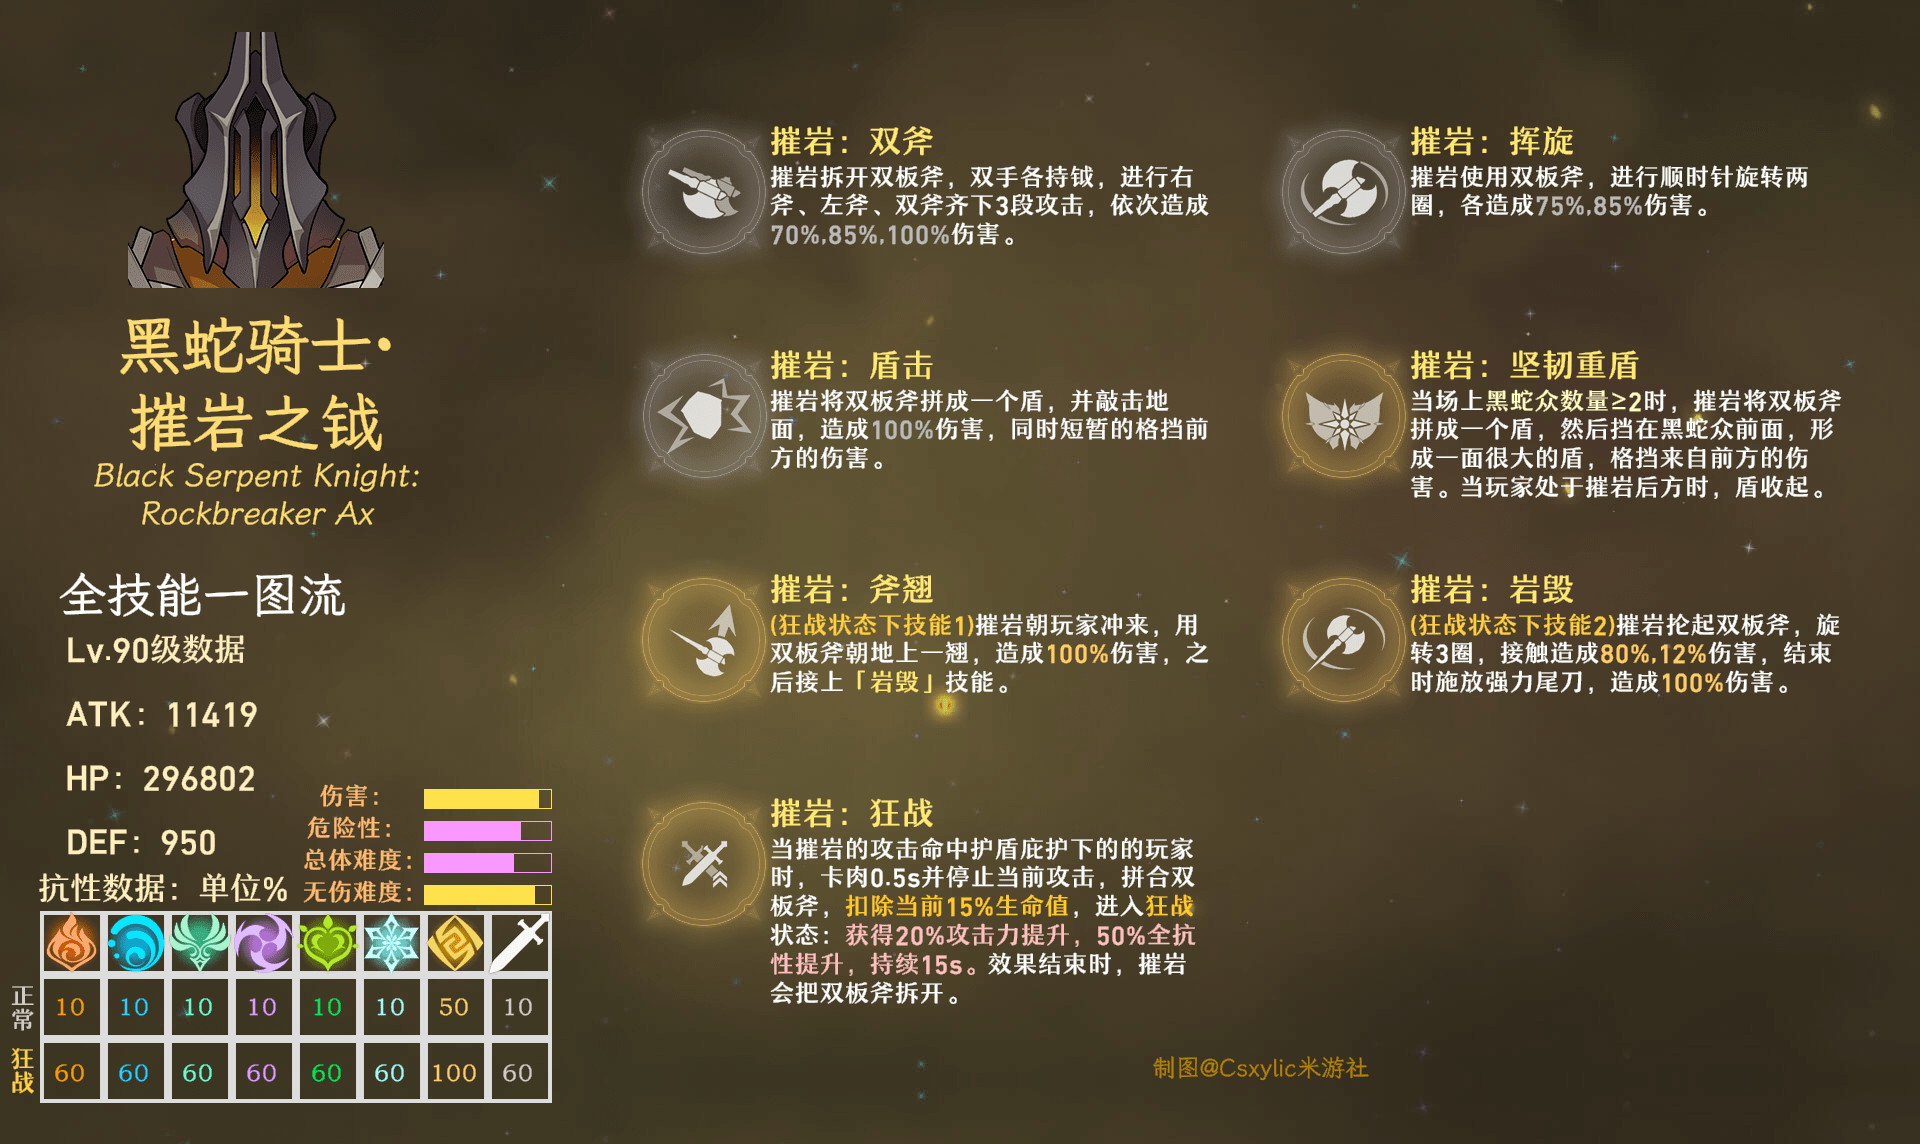 黑蛇骑士·
摧岩之钺
Black Serpent Knight:
Rockbreaker Ax
全技能一图流
Lv.90级数据
ATK：11419
HP：296802
DEF：950
伤害：
危险性：
总体难度：
无伤难度：
抗性数据：单位%
正常
10 10 10 10 10 10 50 10
狂战
60 60 60 60 60 60 100 60
摧岩：双斧
摧岩拆开双板斧，双手各持钺，进行右
斧、左斧、双斧齐下3段攻击，依次造成
70%,85%,100%伤害。
摧岩：挥旋
摧岩使用双板斧，进行顺时针旋转两
圈，各造成75%,85%伤害。
摧岩：盾击
摧岩将双板斧拼成一个盾，并敲击地
面，造成100%伤害，同时短暂的格挡前
方的伤害。
摧岩：坚韧重盾
当场上黑蛇众数量≥2时，摧岩将双板斧
拼成一个盾，然后挡在黑蛇众前面，形
成一面很大的盾，格挡来自前方的伤
害。当玩家处于摧岩后方时，盾收起。
摧岩：斧翘
(狂战状态下技能1)摧岩朝玩家冲来，用
双板斧朝地上一翘，造成100%伤害，之
后接上「岩毁」技能。
摧岩：岩毁
(狂战状态下技能2)摧岩抡起双板斧，旋
转3圈，接触造成80%,12%伤害，结束
时施放强力尾刀，造成100%伤害。
摧岩：狂战
当摧岩的攻击命中护盾庇护下的的玩家
时，卡肉0.5s并停止当前攻击，拼合双
板斧，扣除当前15%生命值，进入狂战
状态：获得20%攻击力提升，50%全抗
性提升，持续15s。效果结束时，摧岩
会把双板斧拆开。
制图@Csxylic米游社